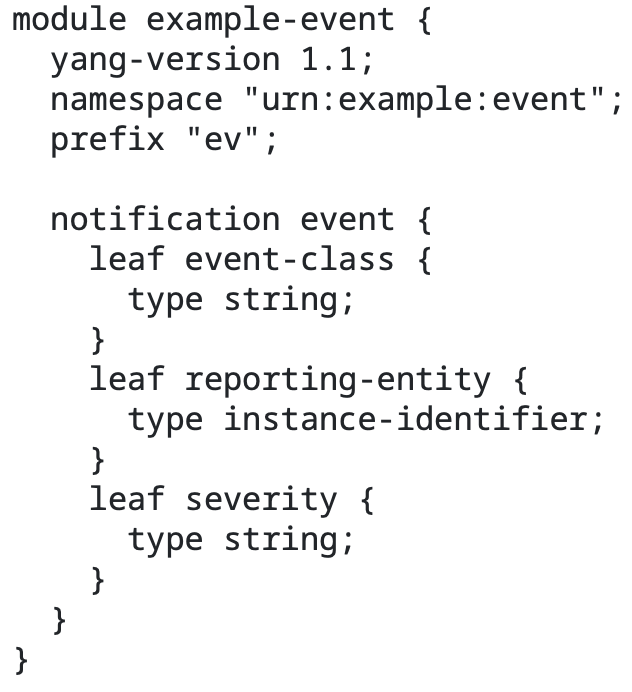 module example-event {
  yang-version 1.1;
  namespace "urn:example:event";
  prefix "ev";

  notification event {
    leaf event-class {
      type string;
    }
    leaf reporting-entity {
      type instance-identifier;
    }
    leaf severity {
      type string;
    }
  }
}